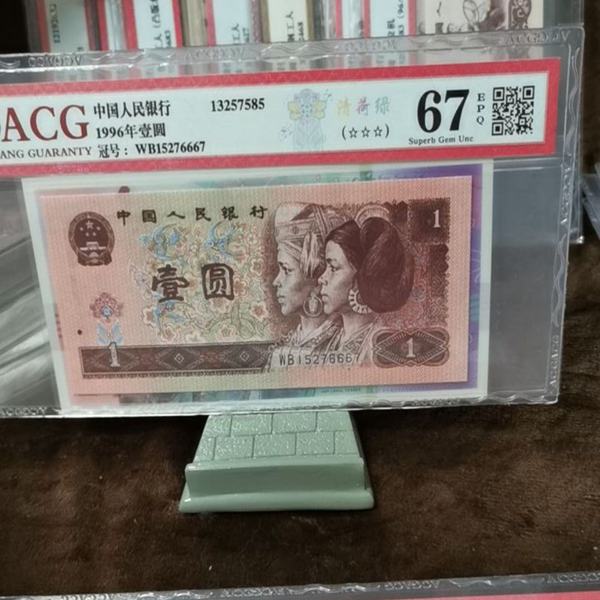 ACG
ANG GUARANTY
中国人民银行
1996年壹圆
冠号：WB15276667
13257585
清荷绿
(☆☆☆)
67
EPQ
Superb Gem Unc
中国人民银行
1
壹圆
WB15276667
1
1